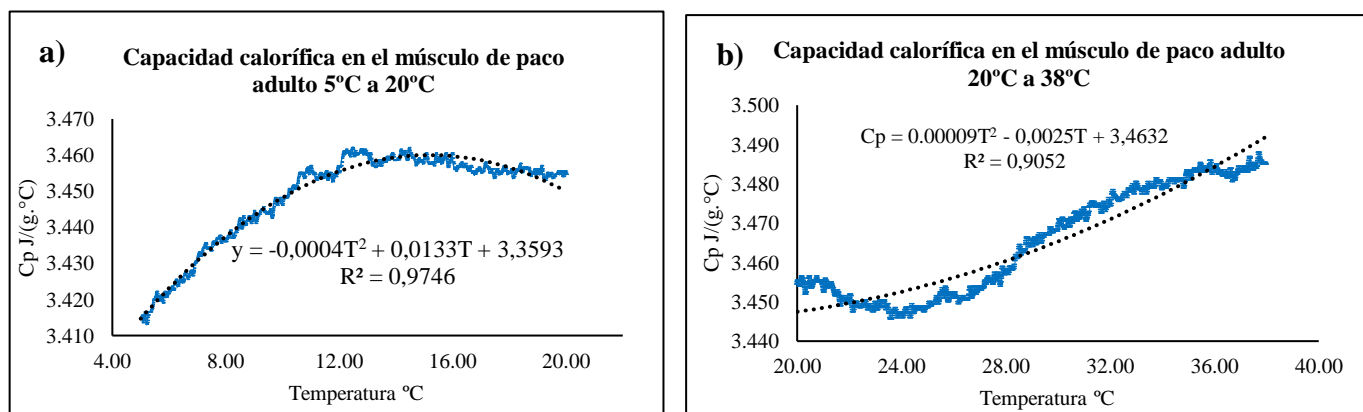 a)
Capacidad calorífica en el músculo de paco
adulto 5ºC a 20ºC
Cp J/(g.°C)
3.470
3.460
3.450
3.440
3.430
3.420
3.410
y = -0,0004T² + 0,0133T + 3,3593
R² = 0,9746
4.00 8.00 12.00 16.00 20.00
Temperatura ºC
b)
Capacidad calorífica en el músculo de paco adulto
20ºC a 38ºC
Cp J/(g.°C)
3.500
3.490
3.480
3.470
3.460
3.450
3.440
Cp = 0.00009T² - 0,0025T + 3,4632
R² = 0,9052
20.00 24.00 28.00 32.00 36.00 40.00
Temperatura ºC